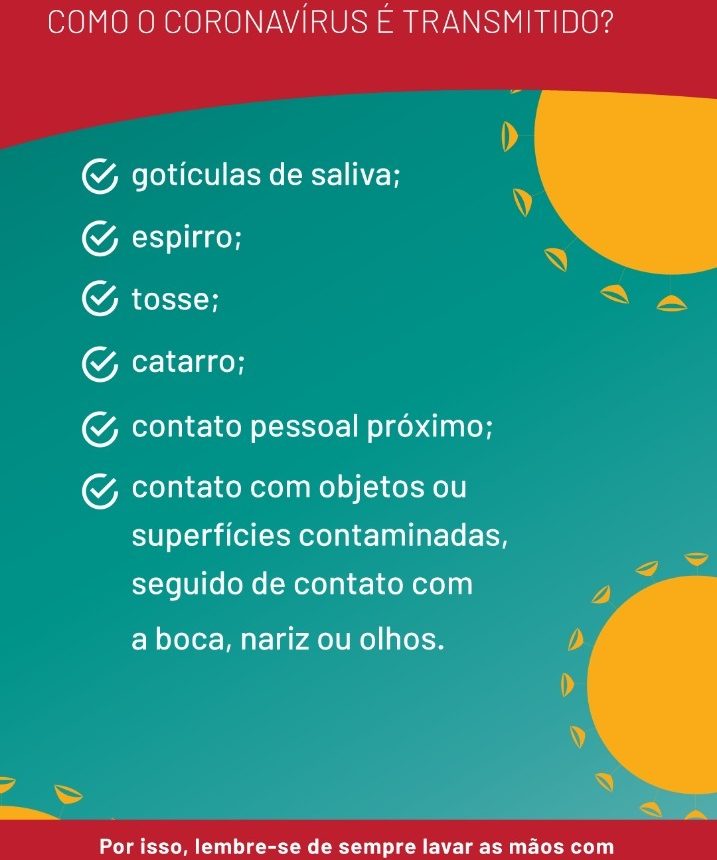 COMO O CORONAVÍRUS É TRANSMITIDO?
gotículas de saliva;
espirro;
tosse;
catarro;
contato pessoal próximo;
contato com objetos ou
superfícies contaminadas,
seguido de contato com
a boca, nariz ou olhos.
Por isso, lembre-se de sempre lavar as mãos com